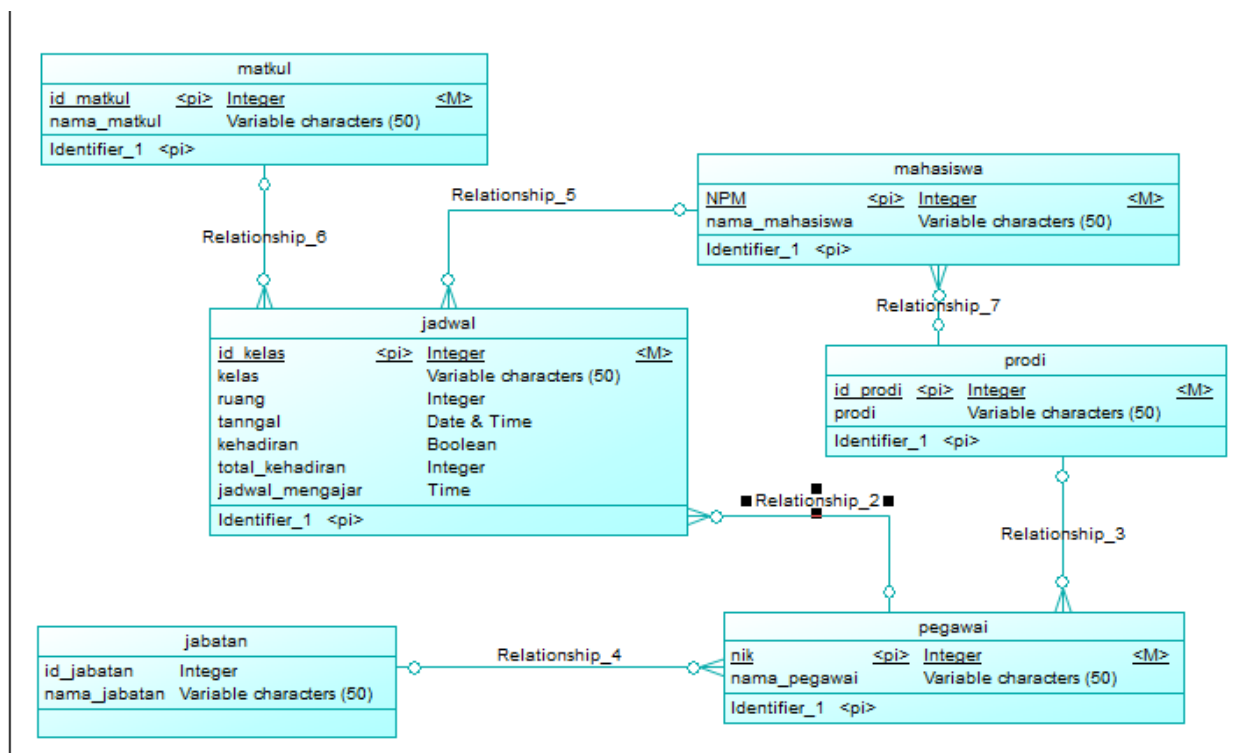 matkul
id_matkul <pi> Integer <M>
nama_matkul Variable characters (50)
Identifier_1 <pi>
Relationship_5
mahasiswa
NPM <pi> Integer <M>
nama_mahasiswa Variable characters (50)
Identifier_1 <pi>
Relationship_6
Relationship_7
jadwal
id_kelas <pi> Integer <M>
kelas Variable characters (50)
ruang Integer
tanngal Date & Time
kehadiran Boolean
total_kehadiran Integer
jadwal_mengajar Time
Identifier_1 <pi>
prodi
id_prodi <pi> Integer <M>
prodi Variable characters (50)
Identifier_1 <pi>
Relationship_2
Relationship_3
jabatan
id_jabatan Integer
nama_jabatan Variable characters (50)
Relationship_4
pegawai
nik <pi> Integer <M>
nama_pegawai Variable characters (50)
Identifier_1 <pi>